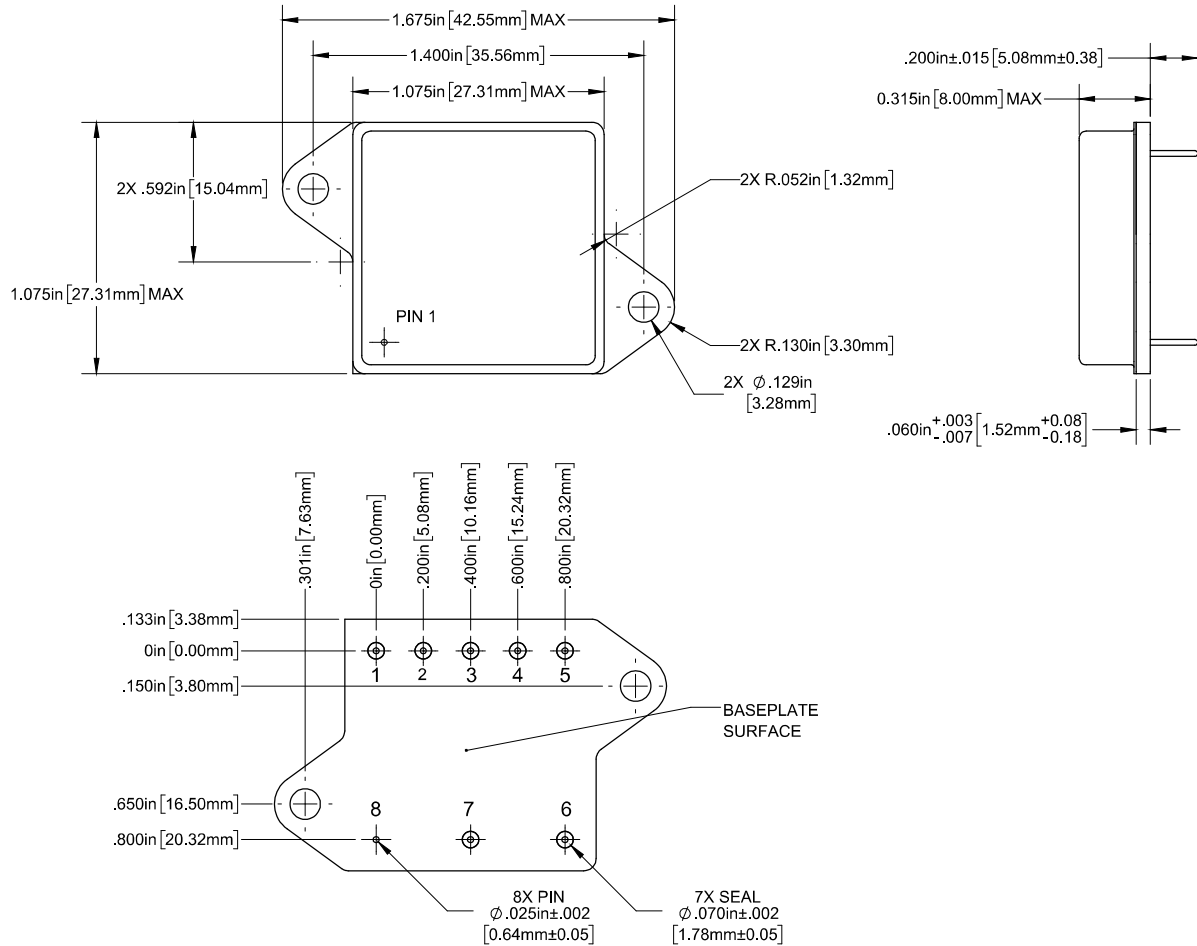 1.675in [42.55mm] MAX
1.400in [35.56mm]
1.075in [27.31mm] MAX
2X .592in [15.04mm]
1.075in [27.31mm] MAX
PIN 1
2X R.052in [1.32mm]
2X R.130in [3.30mm]
2X Ø.129in
[3.28mm]
.200in±.015 [5.08mm±0.38]
0.315in [8.00mm] MAX
.060in +.003 -.007 [1.52mm +0.08 -0.18]
.301in [7.63mm]
0in [0.00mm]
.200in [5.08mm]
.400in [10.16mm]
.600in [15.24mm]
.800in [20.32mm]
.133in [3.38mm]
0in [0.00mm]
.150in [3.80mm]
.650in [16.50mm]
.800in [20.32mm]
1 2 3 4 5
BASEPLATE
SURFACE
8 7 6
8X PIN
Ø.025in±.002
[0.64mm±0.05]
7X SEAL
Ø.070in±.002
[1.78mm±0.05]